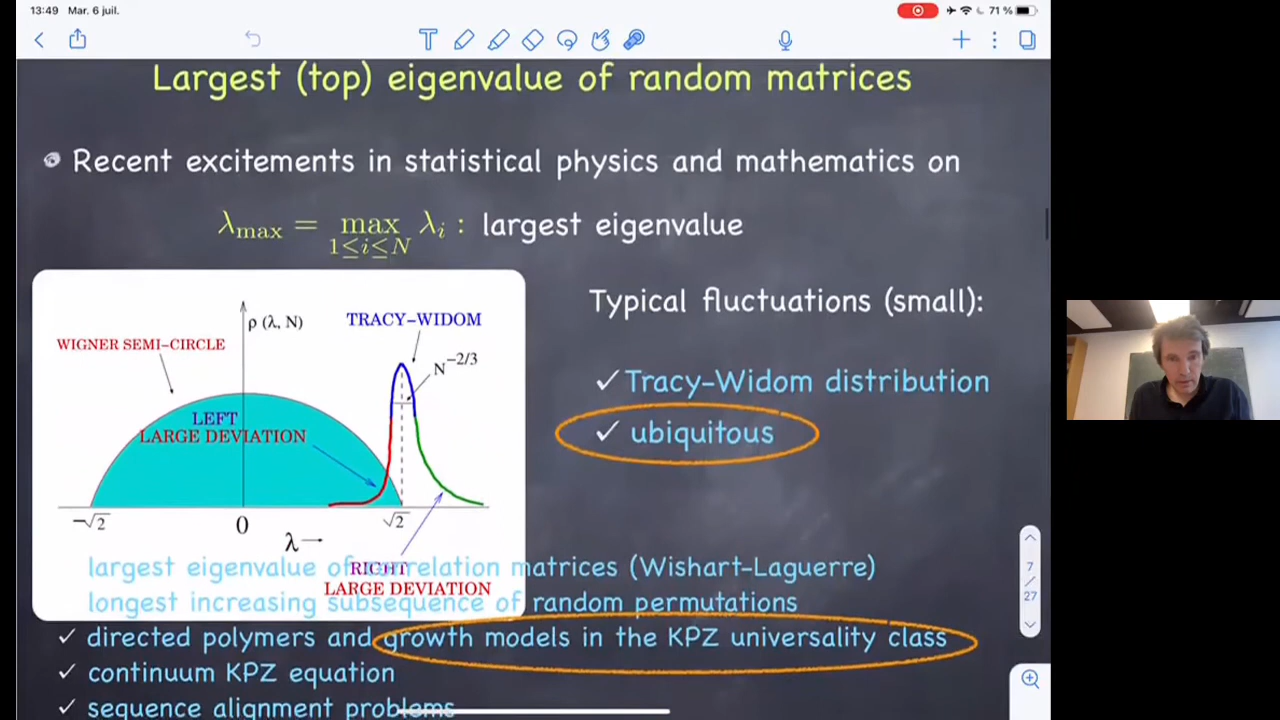 13:49 Mar. 6 juil.
71 %
Largest (top) eigenvalue of random matrices
Recent excitements in statistical physics and mathematics on
λmax = max 1≤i≤N λi : largest eigenvalue
Typical fluctuations (small):
ρ (λ, N)
TRACY-WIDOM
WIGNER SEMI-CIRCLE
N^-2/3
✓ Tracy-Widom distribution
LEFT
LARGE DEVIATION
✓ ubiquitous
-√2
0
√2
λ→
RIGHT
LARGE DEVIATION
largest eigenvalue of correlation matrices (Wishart-Laguerre)
longest increasing subsequence of random permutations
✓ directed polymers and growth models in the KPZ universality class
✓ continuum KPZ equation
✓ sequence alignment problems
7
/
27